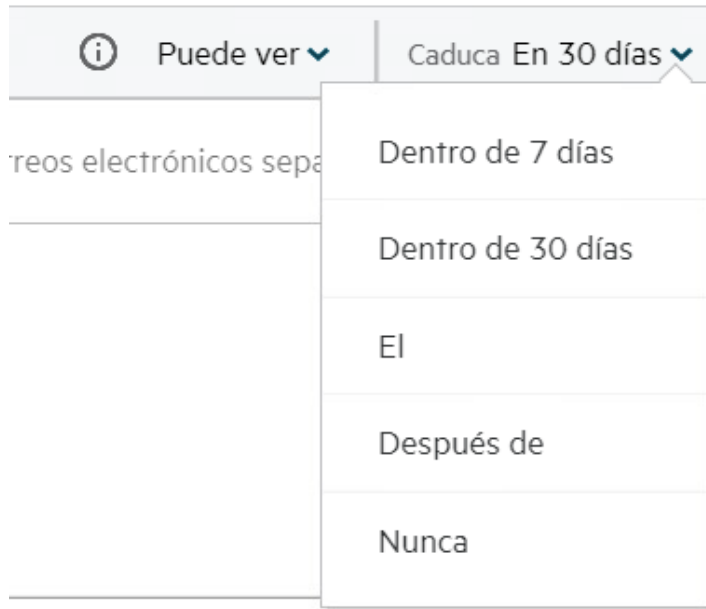 Puede ver Caduca En 30 días
rreos electrónicos sepa
Dentro de 7 días
Dentro de 30 días
El
Después de
Nunca